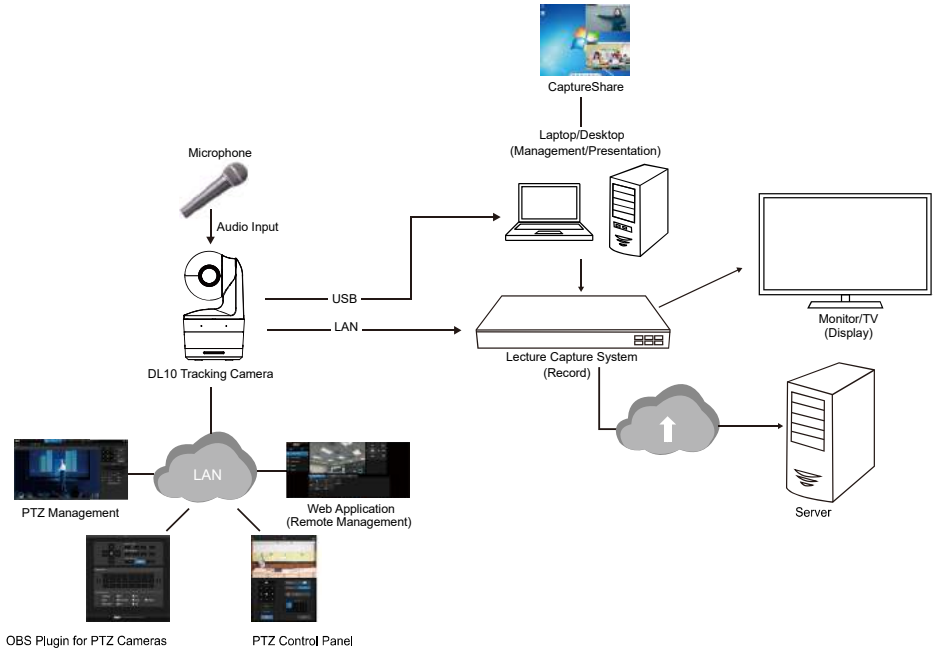 CaptureShare
Laptop/Desktop
(Management/Presentation)
Microphone
Audio Input
USB
LAN
DL10 Tracking Camera
Lecture Capture System
(Record)
Monitor/TV
(Display)
LAN
PTZ Management
Web Application
(Remote Management)
Server
OBS Plugin for PTZ Cameras
PTZ Control Panel